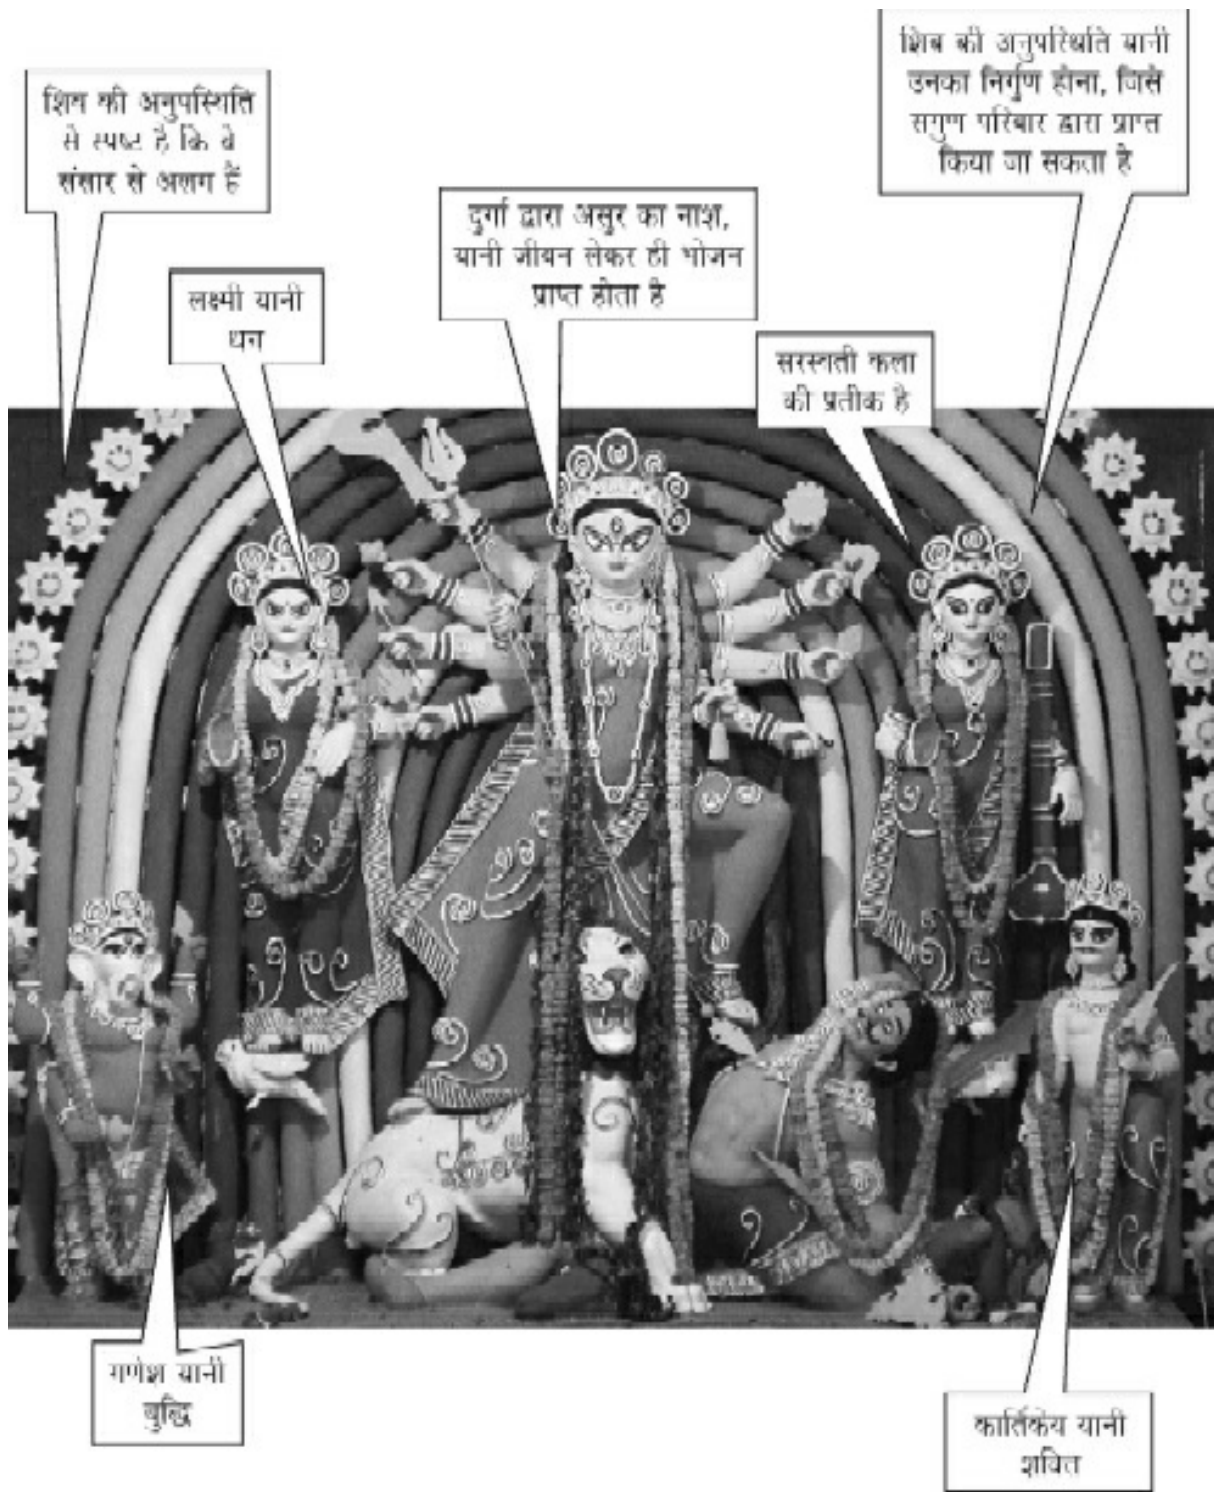 शिव की अनुपस्थिति
से स्पष्ट है कि वे
संसार से अलग हैं
शिव की अनुपस्थिति यानी
उनका निर्गुण होना, जिसे
सगुण परिवार द्वारा प्राप्त
किया जा सकता है
दुर्गा द्वारा असुर का नाश,
यानी जीवन लेकर ही भोजन
प्राप्त होता है
लक्ष्मी यानी
धन
सरस्वती कला
की प्रतीक है
गणेश यानी
बुद्धि
कार्तिकेय यानी
शक्ति